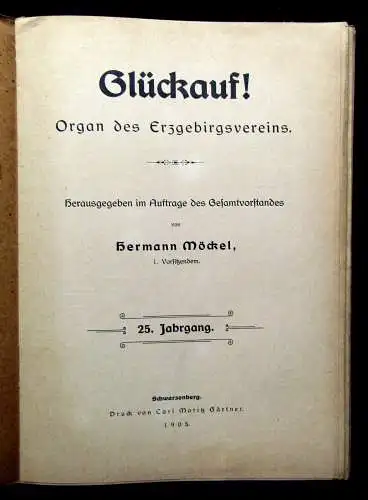 Glückauf!
Organ des Erzgebirgsvereins.
Herausgegeben im Auftrage des Gesamtvorstandes
von
Hermann Möckel,
1. Vorsitzendem.
25. Jahrgang.
Schwarzenberg.
Druck von Carl Moritz Gärtner.
1905.